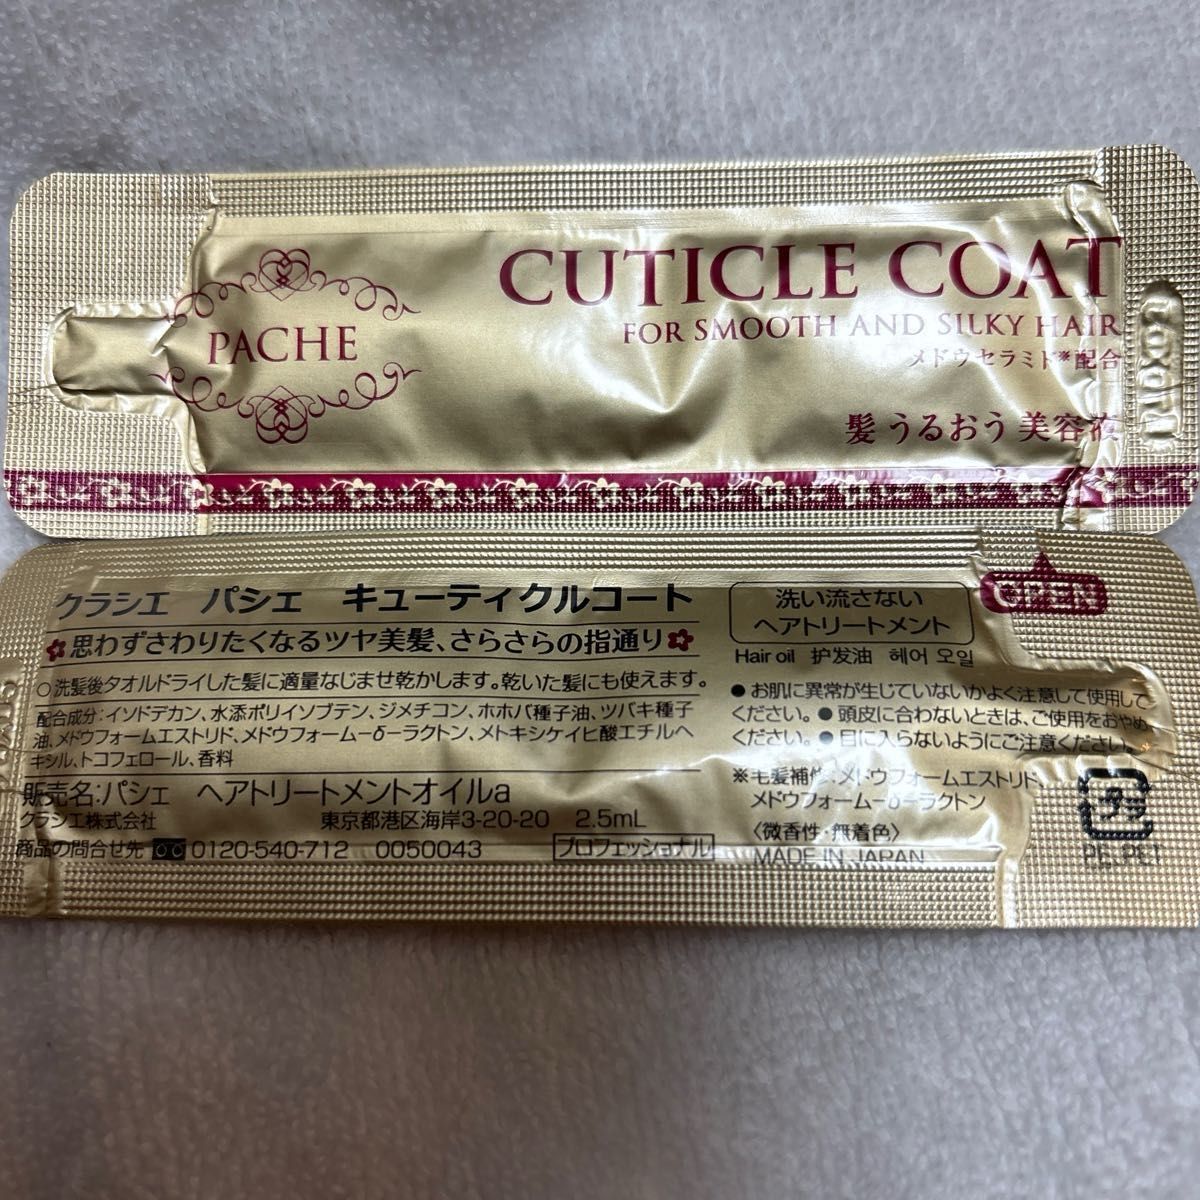 PACHE
CUTICLE COAT
FOR SMOOTH AND SILKY HAIR
メドウセラミド※配合
髪 うるおう 美容液
クラシエ パシェ キューティクルコート
思わずさわりたくなるツヤ美髪、さらさらの指通り
○洗髪後タオルドライした髪に適量なじませ乾かします。乾いた髪にも使えます。
配合成分:イソドデカン、水添ポリイソブテン、ジメチコン、ホホバ種子油、ツバキ種子
油、メドウフォームエストリド、メドウフォームーδ-ラクトン、メトキシケイヒ酸エチルヘ
キシル、トコフェロール、香料
販売名:パシェ ヘアトリートメントオイルa
クラシエ株式会社 東京都港区海岸3-20-20 2.5mL
商品の問合せ先 0120-540-712 0050043 プロフェッショナル
洗い流さない
ヘアトリートメント
Hair oil 护发油 헤어 오일
●お肌に異常が生じていないかよく注意して使用して
ください。●頭皮に合わないときは、ご使用をおやめ
ください。●目に入らないようにご注意ください。
※毛髪補修:メドウフォームエストリド、
メドウフォームーδ-ラクトン
〈微香性・無着色〉
MADE IN JAPAN
OPEN
プラ
PE,PET